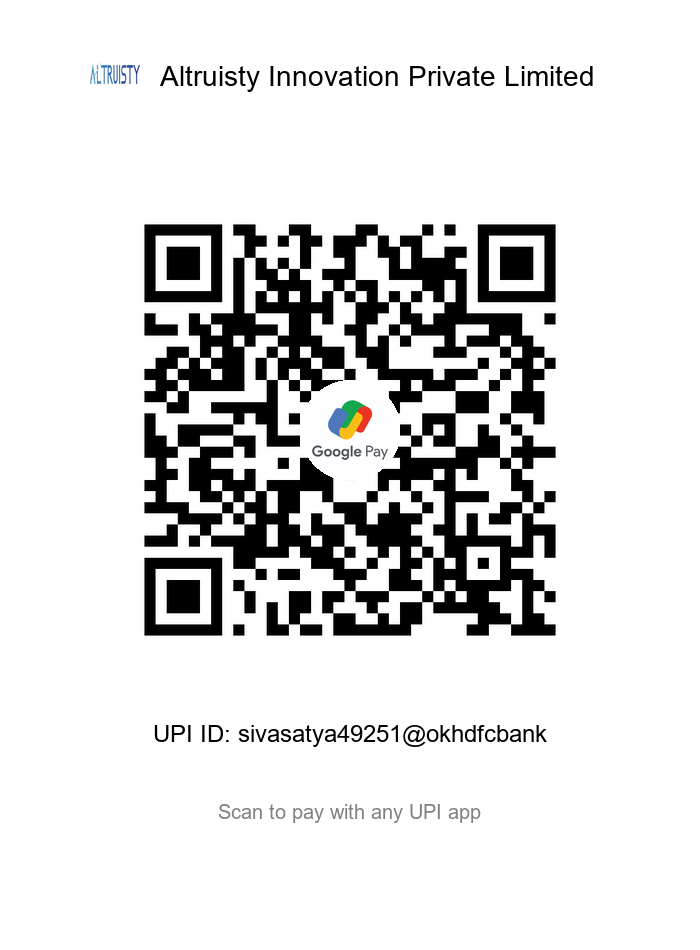 ALTRUISTY Altruisty Innovation Private Limited
Google Pay
UPI ID: sivasatya49251@okhdfcbank
Scan to pay with any UPI app